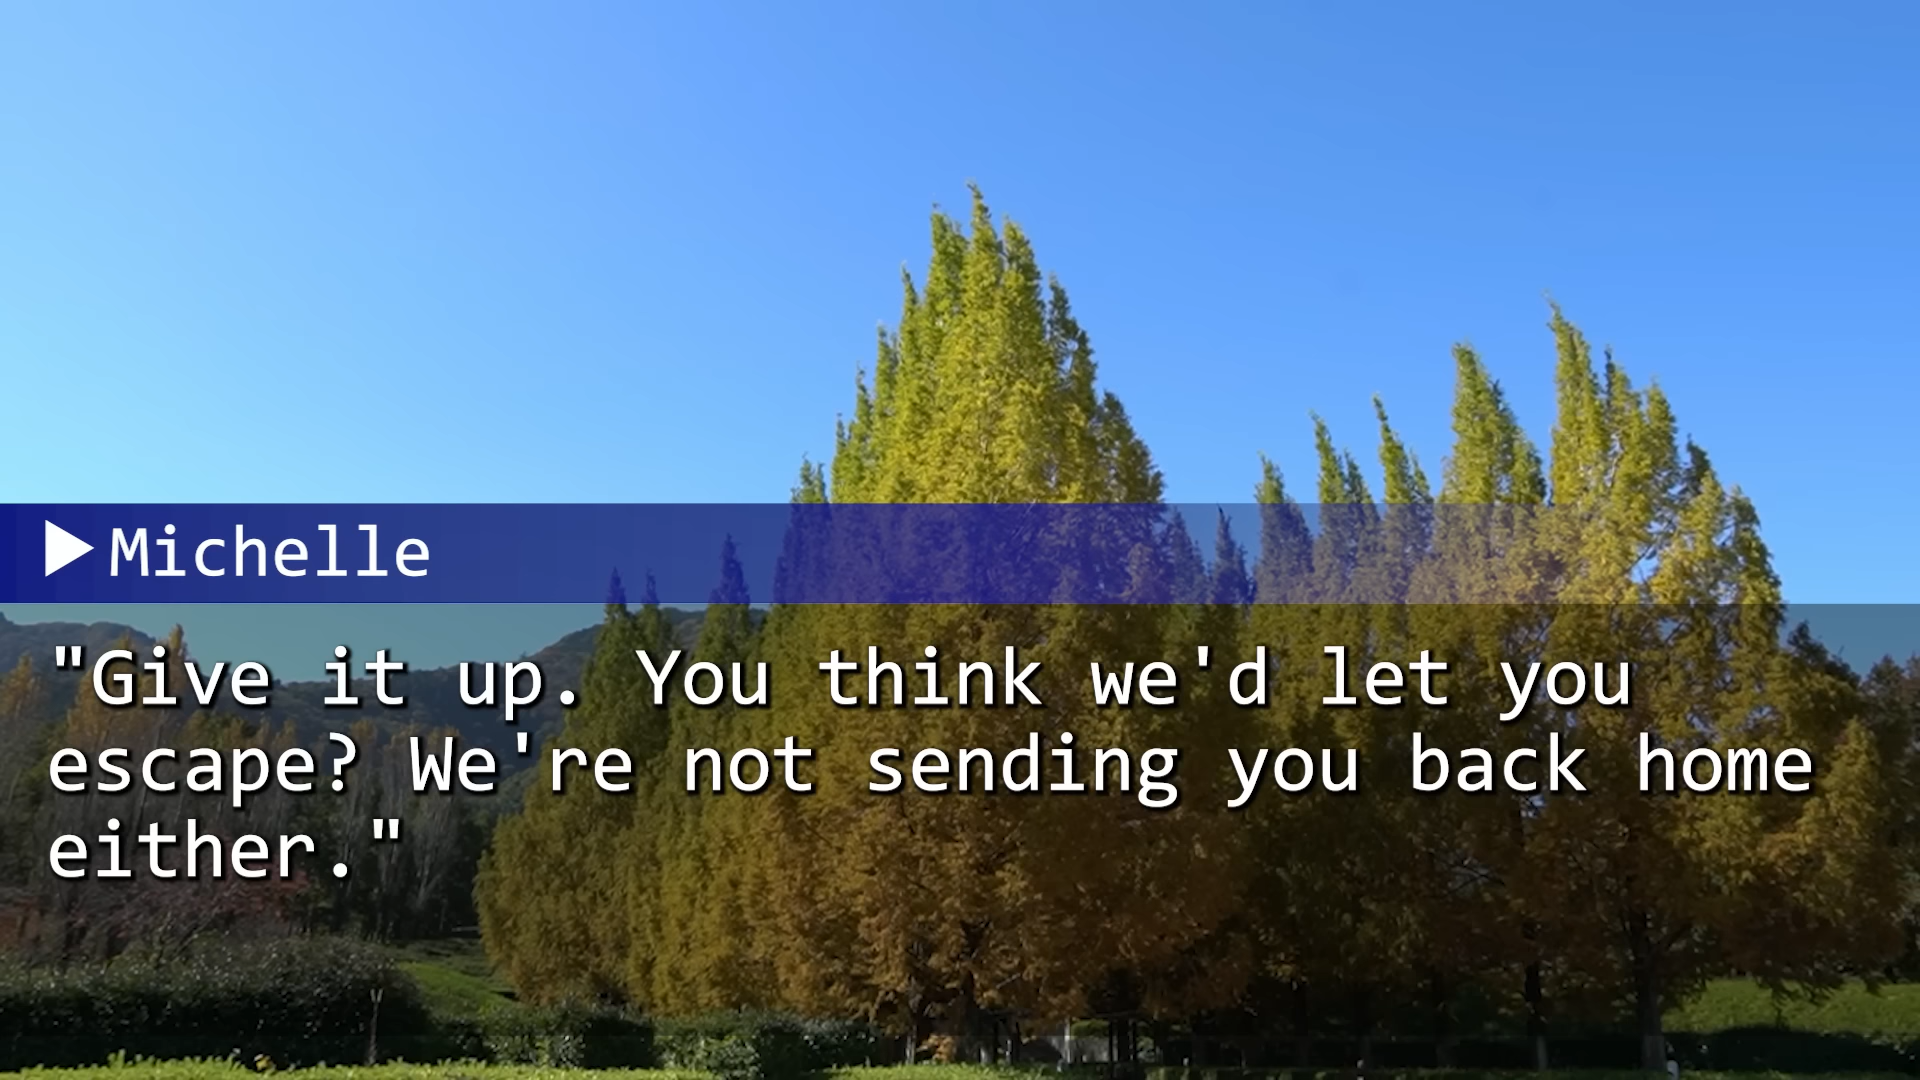 Michelle
"Give it up. You think we'd let you
escape? We're not sending you back home
either."